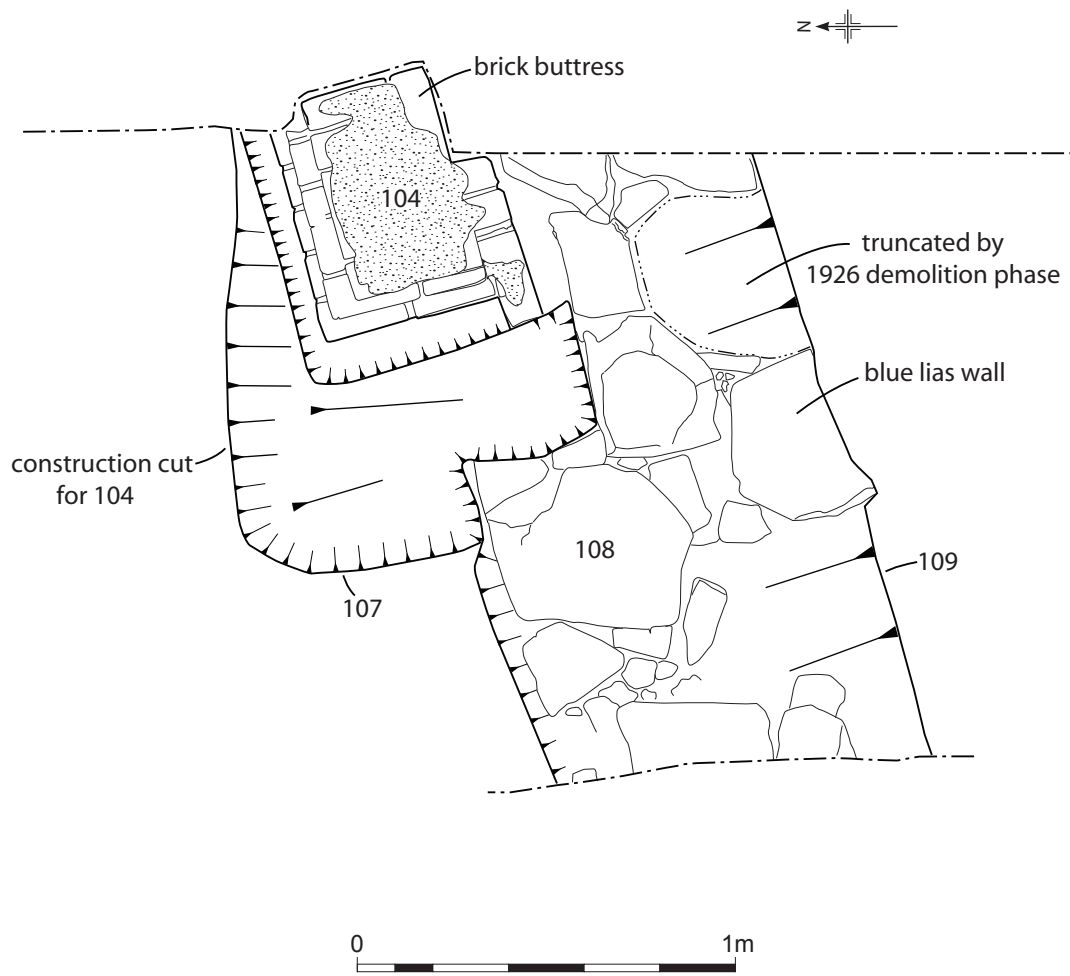 N
brick buttress
104
truncated by
1926 demolition phase
blue lias wall
construction cut
for 104
108
109
107
0
1m